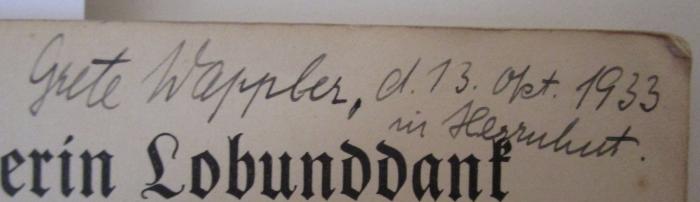 Grete Wappler, d. 13. Okt. 1933
in Herrnhut.
erin Lobunddank